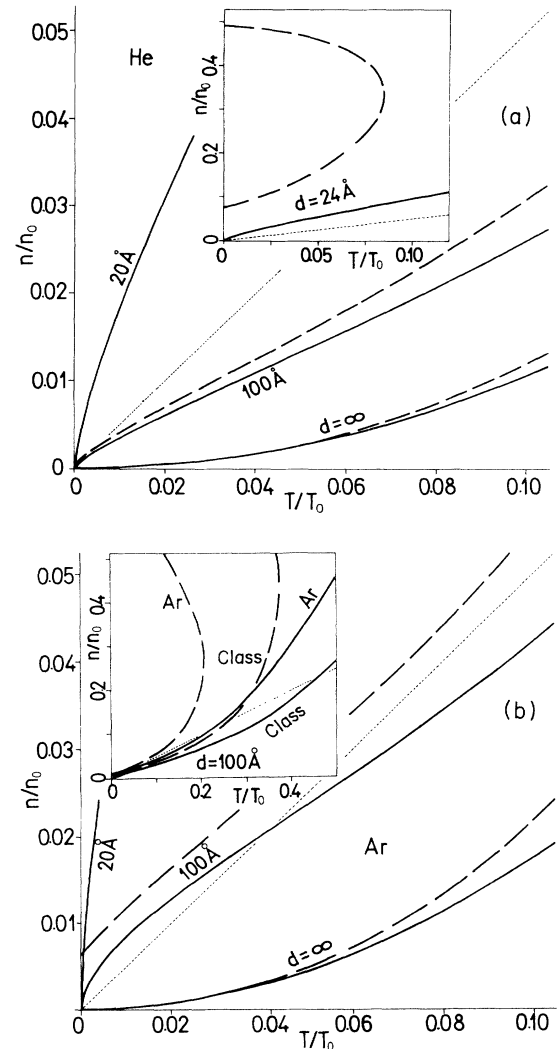 0.05
0.04
0.03
0.02
0.01
0
n/n₀
He
(a)
0.4
0.2
0
n/n₀
d=24Å
0.05
0.10
T/T₀
20Å
100Å
d=∞
0
0.02
0.04
0.06
0.08
0.10
T/T₀
0.05
0.04
0.03
0.02
0.01
0
n/n₀
0.4
0.2
0
n/n₀
Ar
Class
Ar
Class
d=100Å
0
0.2
0.4
T/T₀
(b)
20Å
100Å
Ar
d=∞
0
0.02
0.04
0.06
0.08
0.10
T/T₀